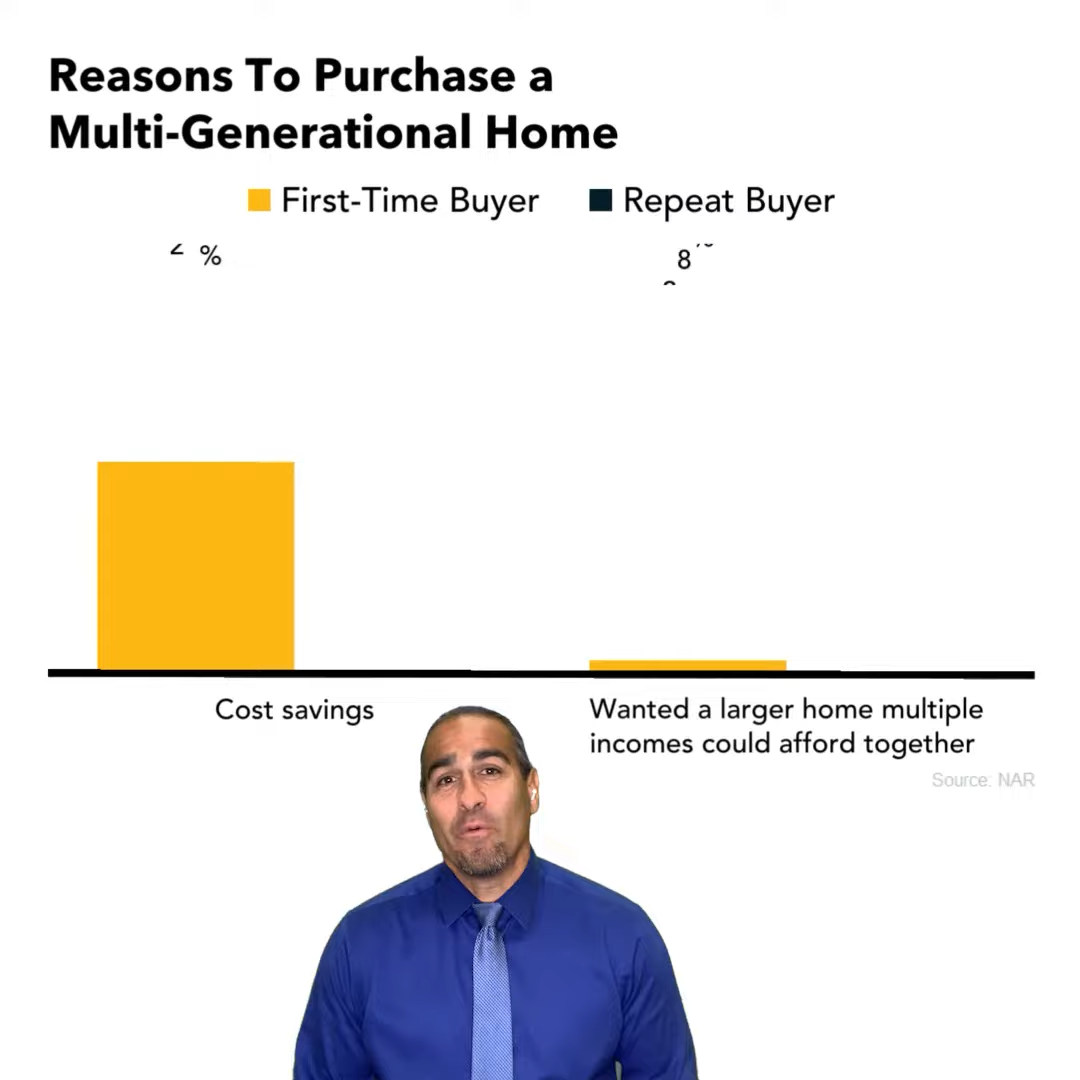 Reasons To Purchase a
Multi-Generational Home
First-Time Buyer Repeat Buyer
% 8
Cost savings
Wanted a larger home multiple
incomes could afford together
Source: NAR